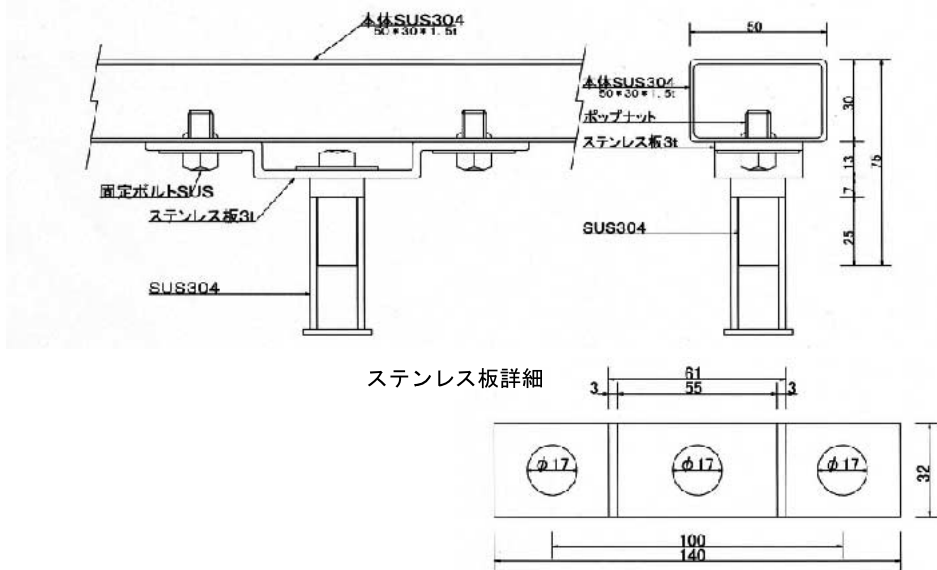 本体SUS304
50*30*1.5t
固定ボルトSUS
ステンレス板3t
SUS304
50
本体SUS304
50*30*1.5t
ポップナット
ステンレス板3t
SUS304
30
13
7
25
75
ステンレス板詳細
61
3
55
3
φ17
φ17
φ17
32
100
140